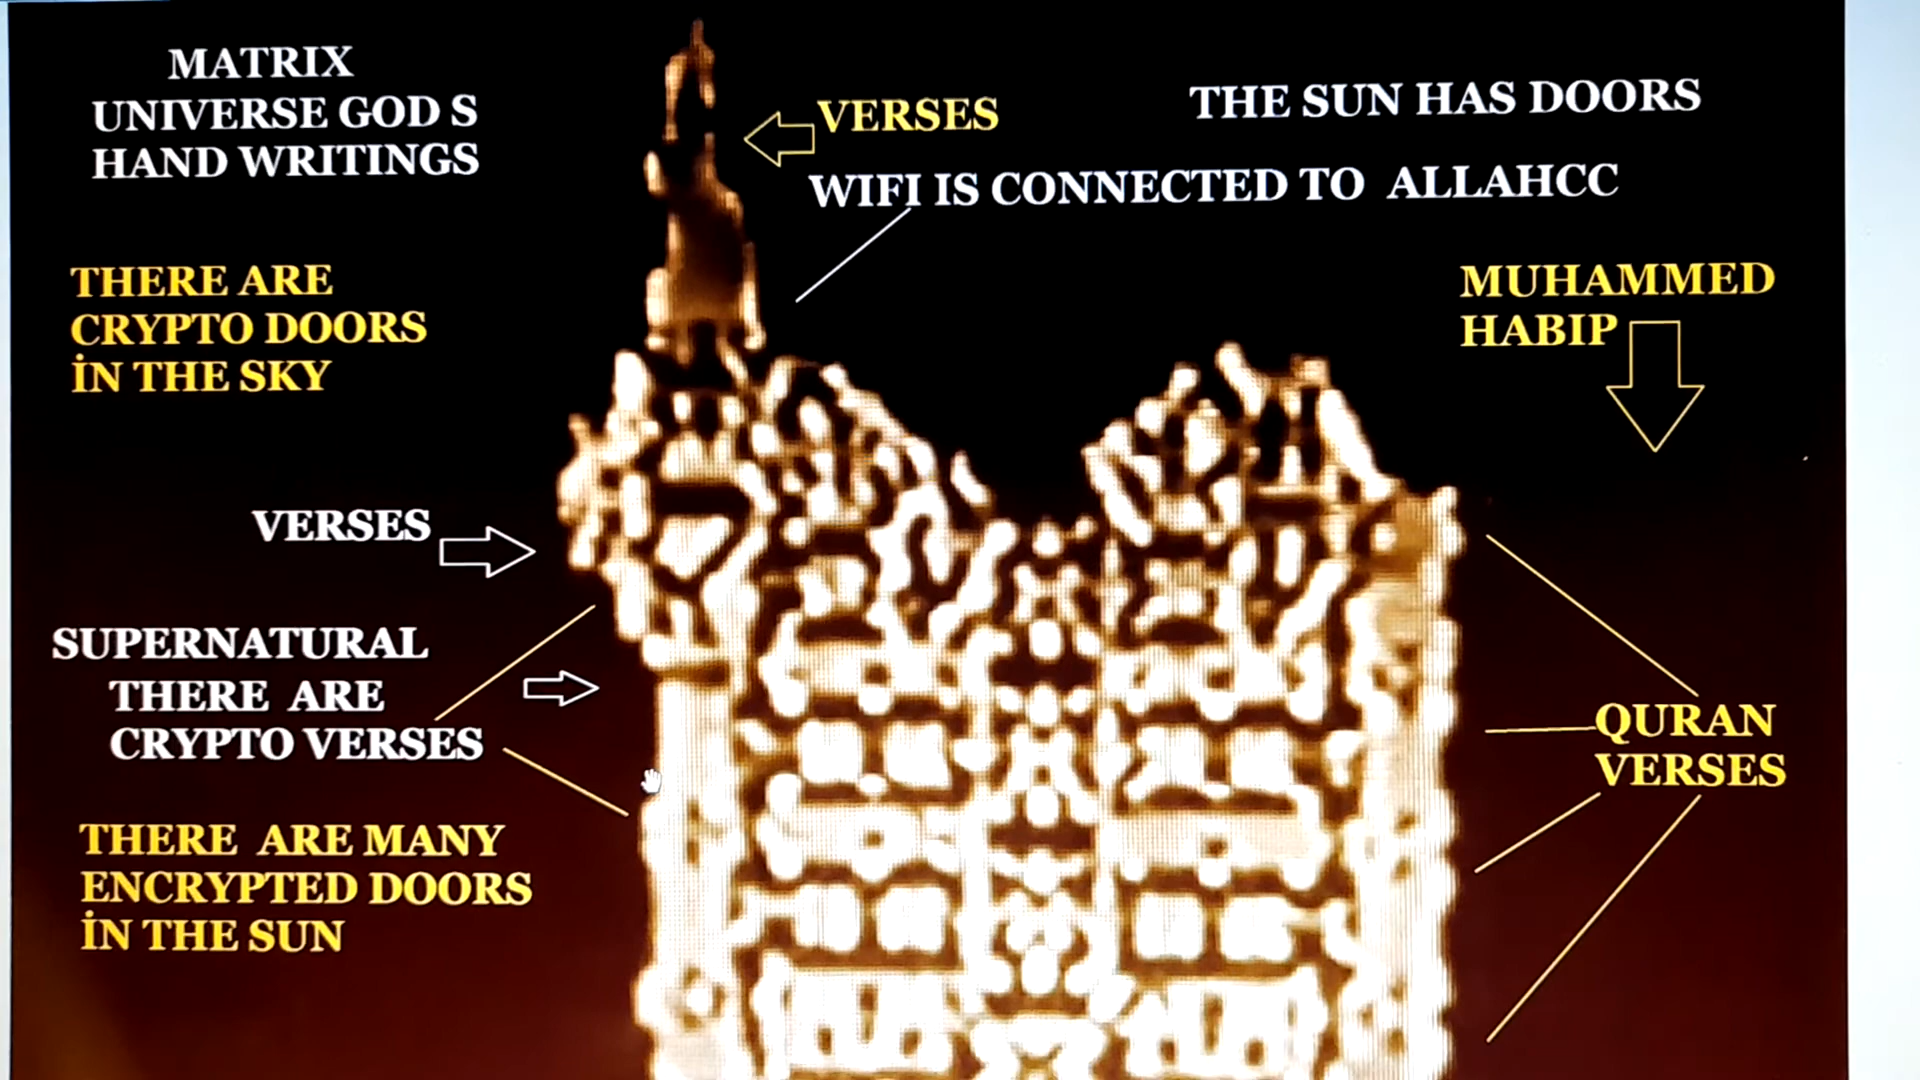 MATRIX
UNIVERSE GOD S
HAND WRITINGS
VERSES
THE SUN HAS DOORS
WIFI IS CONNECTED TO ALLAHCC
THERE ARE
CRYPTO DOORS
İN THE SKY
MUHAMMED
HABIP
VERSES
SUPERNATURAL
THERE ARE
CRYPTO VERSES
QURAN
VERSES
THERE ARE MANY
ENCRYPTED DOORS
İN THE SUN